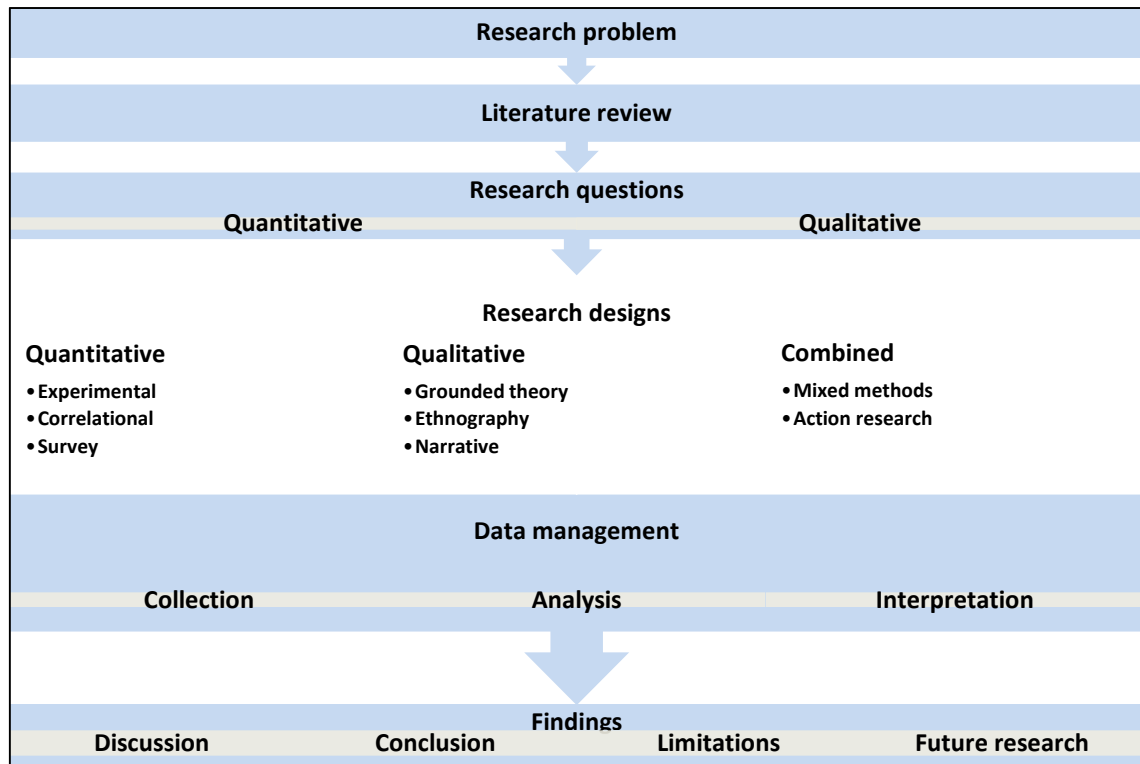 Research problem
Literature review
Research questions
Quantitative Qualitative
Research designs
Quantitative
• Experimental
• Correlational
• Survey
Qualitative
• Grounded theory
• Ethnography
• Narrative
Combined
• Mixed methods
• Action research
Data management
Collection Analysis Interpretation
Findings
Discussion Conclusion Limitations Future research